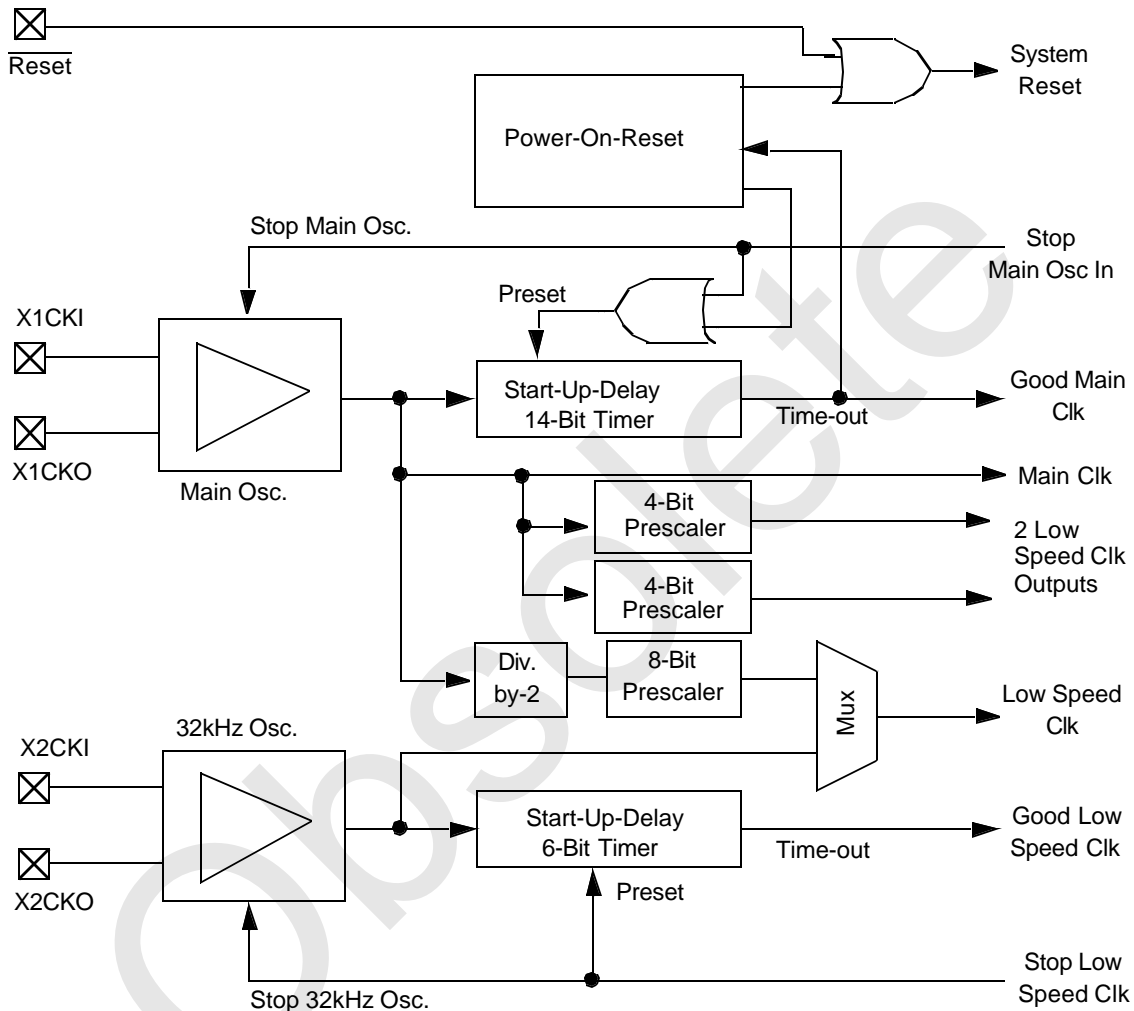 Reset
System
Reset
Power-On-Reset
Stop Main Osc.
Stop
Main Osc In
Preset
X1CKI
Start-Up-Delay
14-Bit Timer
Good Main
Clk
Time-out
X1CKO
Main Osc.
Main Clk
4-Bit
Prescaler
2 Low
Speed Clk
Outputs
4-Bit
Prescaler
Div.
by-2
8-Bit
Prescaler
Mux
Low Speed
Clk
32kHz Osc.
X2CKI
Start-Up-Delay
6-Bit Timer
Good Low
Speed Clk
Time-out
X2CKO
Preset
Stop 32kHz Osc.
Stop Low
Speed Clk
Obsolete